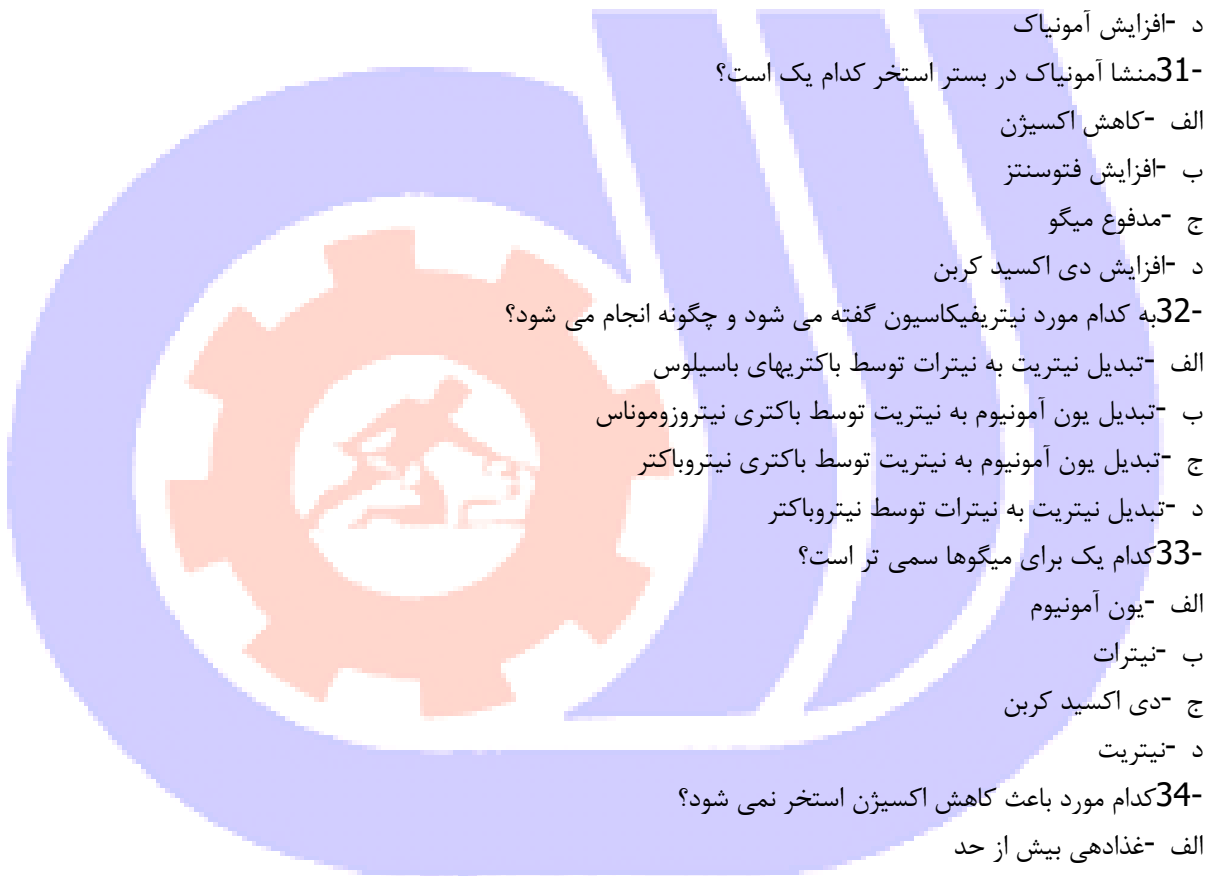 د -افزایش آمونیاک
-31منشا آمونیاک در بستر استخر کدام یک است؟
الف -کاهش اکسیژن
ب -افزایش فتوسنتز
ج -مدفوع میگو
د -افزایش دی اکسید کربن
-32به کدام مورد نیتریفیکاسیون گفته می شود و چگونه انجام می شود؟
الف -تبدیل نیتریت به نیترات توسط باکتریهای باسیلوس
ب -تبدیل یون آمونیوم به نیتریت توسط باکتری نیتروزوموناس
ج -تبدیل یون آمونیوم به نیتریت توسط باکتری نیتروباکتر
د -تبدیل نیتریت به نیترات توسط نیتروباکتر
-33کدام یک برای میگوها سمی تر است؟
الف -یون آمونیوم
ب -نیترات
ج -دی اکسید کربن
د -نیتریت
-34کدام مورد باعث کاهش اکسیژن استخر نمی شود؟
الف -غذادهی بیش از حد